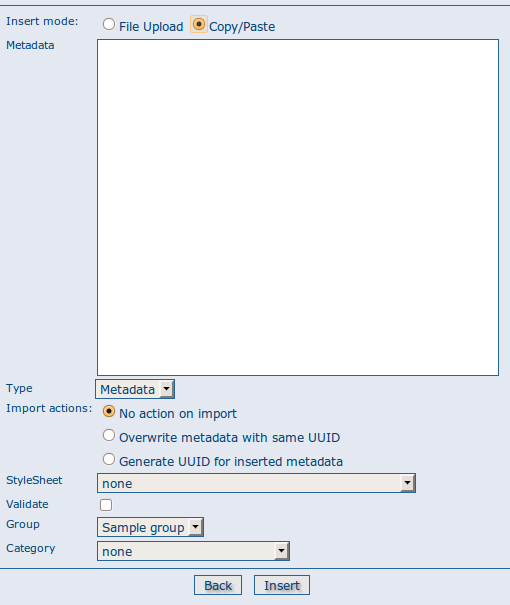 Insert mode: File Upload Copy/Paste
Metadata
Type Metadata
Import actions: No action on import
Overwrite metadata with same UUID
Generate UUID for inserted metadata
StyleSheet none
Validate
Group Sample group
Category none
Back Insert